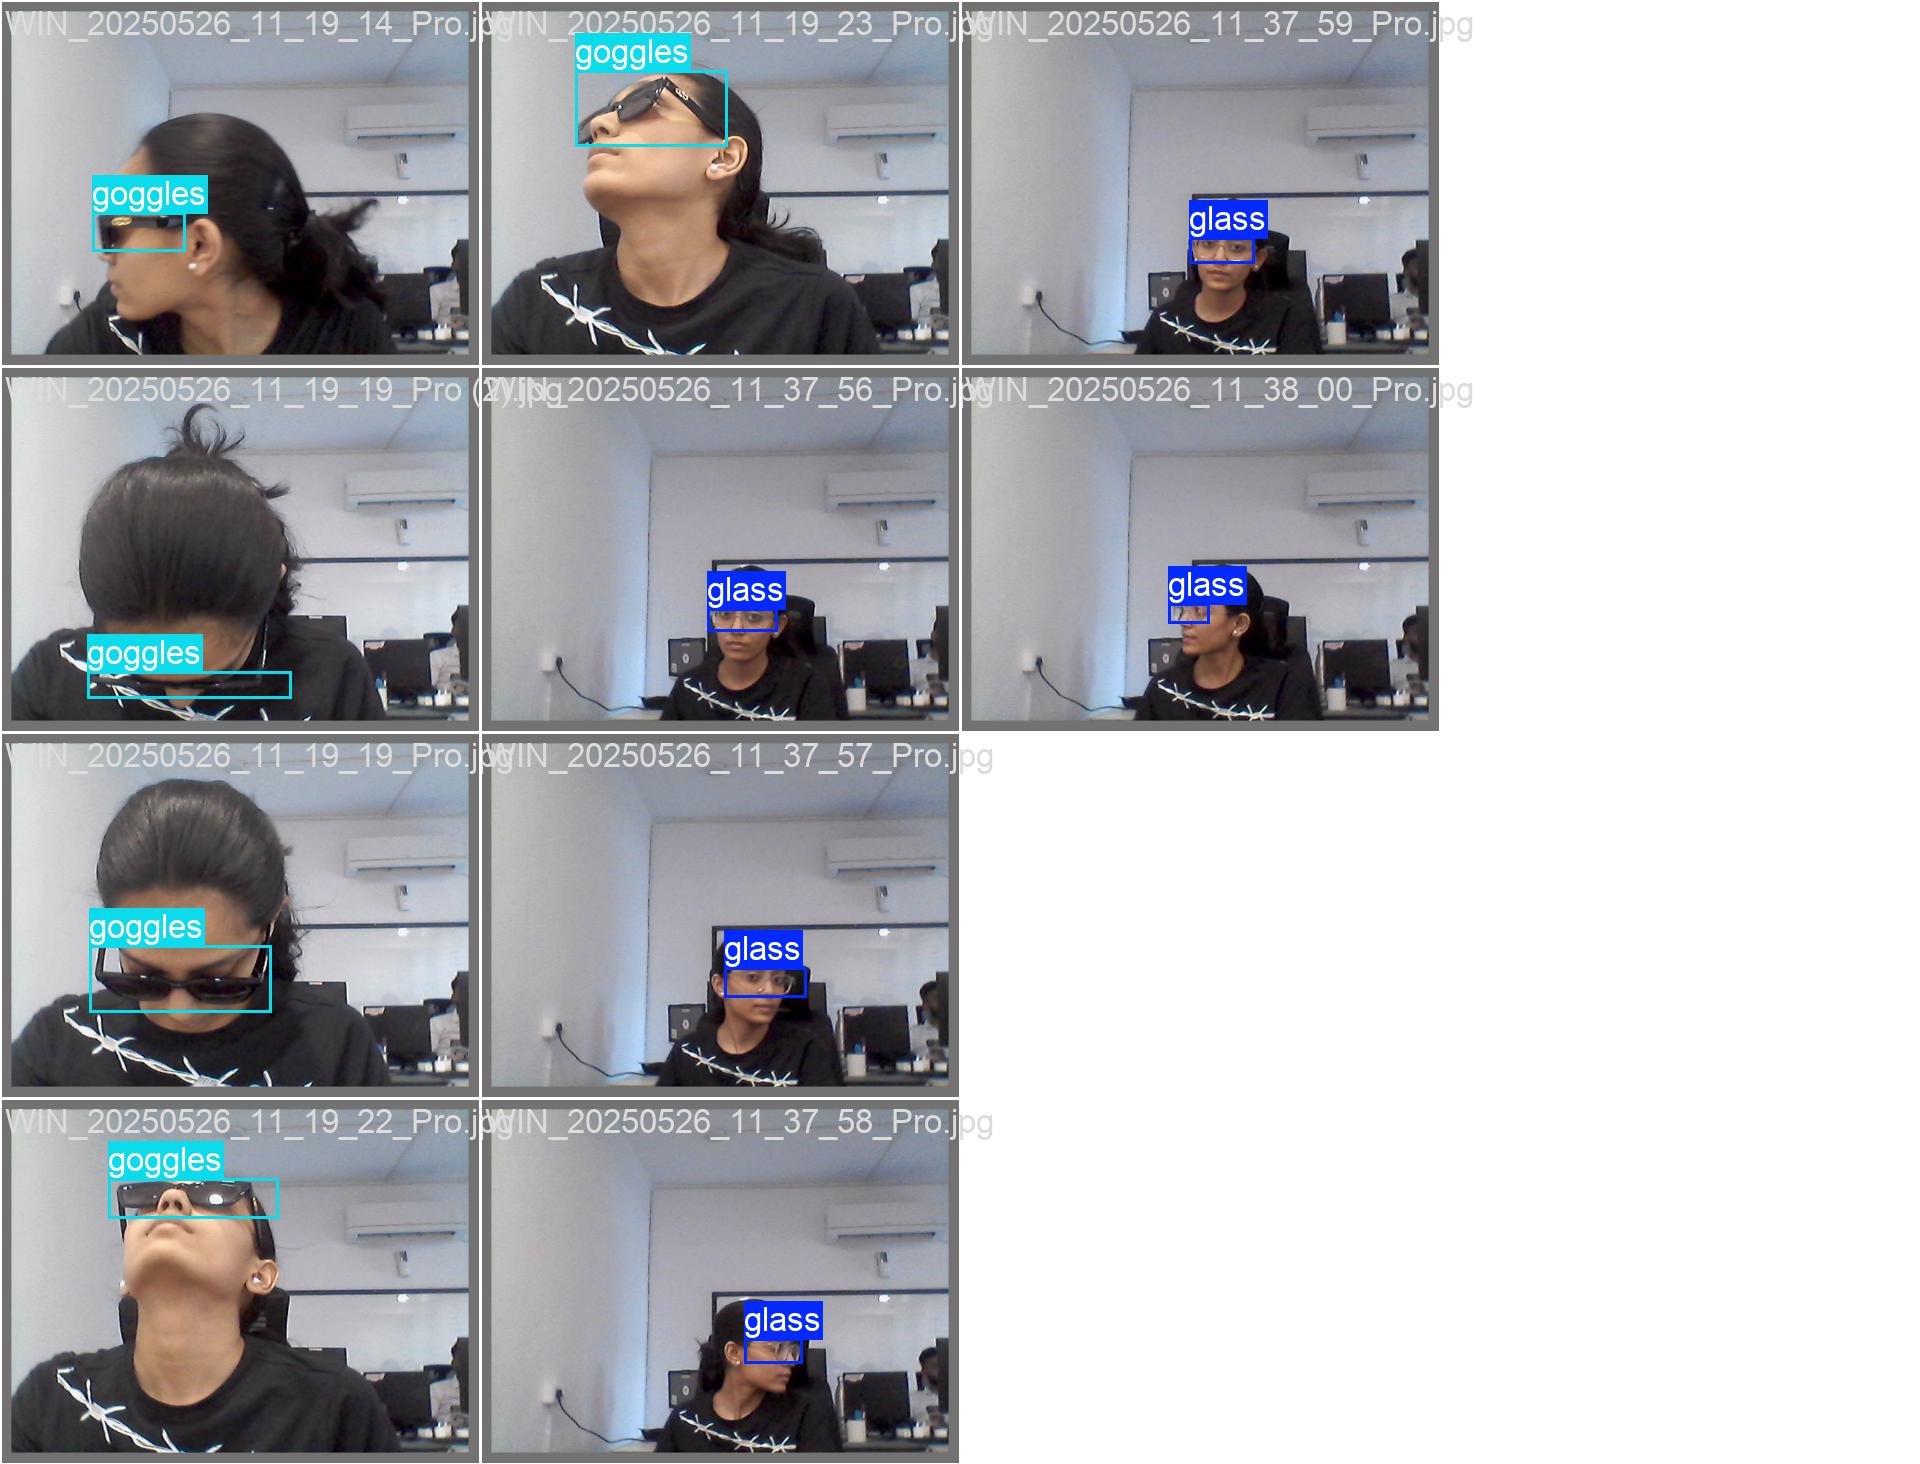 WIN_20250526_11_19_14_Pro.jpg
goggles
WIN_20250526_11_19_23_Pro.jpg
goggles
WIN_20250526_11_37_59_Pro.jpg
glass
WIN_20250526_11_19_19_Pro (2).jpg
goggles
WIN_20250526_11_37_56_Pro.jpg
glass
WIN_20250526_11_38_00_Pro.jpg
glass
WIN_20250526_11_19_19_Pro.jpg
goggles
WIN_20250526_11_37_57_Pro.jpg
glass
WIN_20250526_11_19_22_Pro.jpg
goggles
WIN_20250526_11_37_58_Pro.jpg
glass